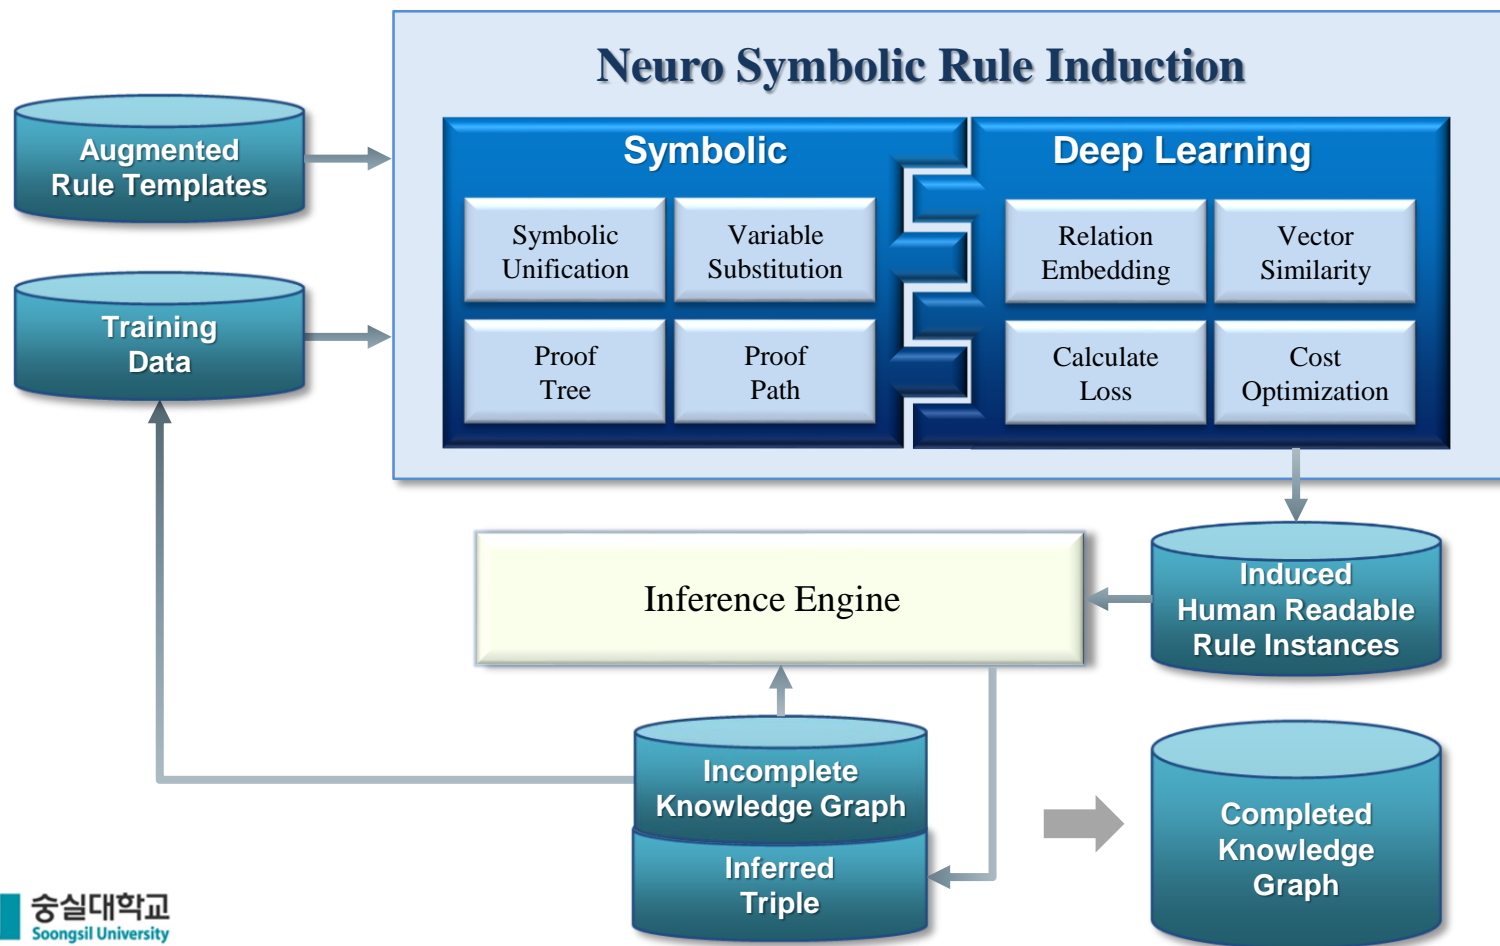 Neuro Symbolic Rule Induction
Augmented
Rule Templates
Training
Data
Symbolic
Symbolic
Unification
Variable
Substitution
Proof
Tree
Proof
Path
Deep Learning
Relation
Embedding
Vector
Similarity
Calculate
Loss
Cost
Optimization
Inference Engine
Induced
Human Readable
Rule Instances
Incomplete
Knowledge Graph
Inferred
Triple
Completed
Knowledge
Graph
숭실대학교
Soongsil University